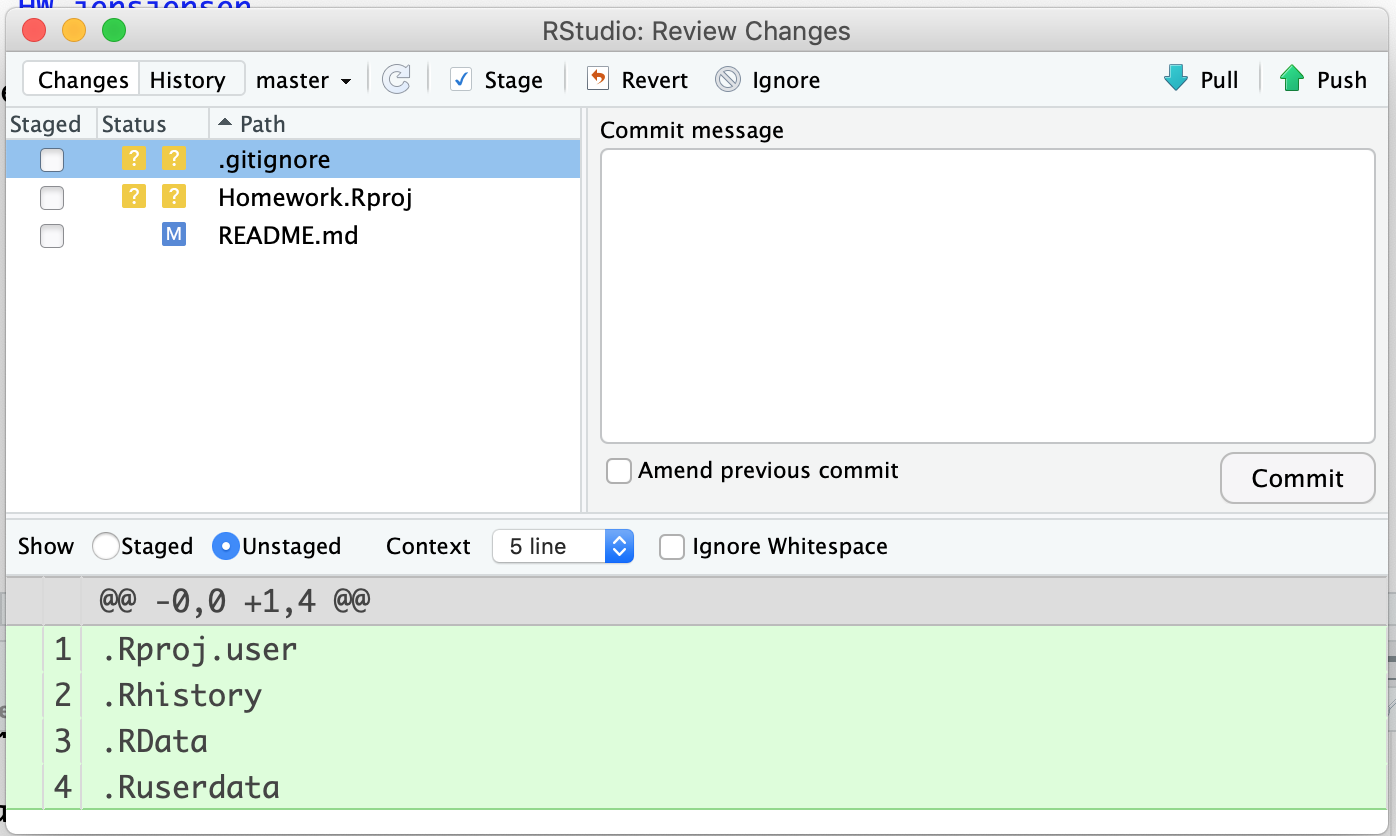 HW jensjensen
RStudio: Review Changes
Changes History master Stage Revert Ignore Pull Push
Staged Status Path
? ? .gitignore
? ? Homework.Rproj
M README.md
Commit message
Amend previous commit
Commit
Show Staged Unstaged Context 5 line Ignore Whitespace
@@ -0,0 +1,4 @@
1 .Rproj.user
2 .Rhistory
3 .RData
4 .Ruserdata